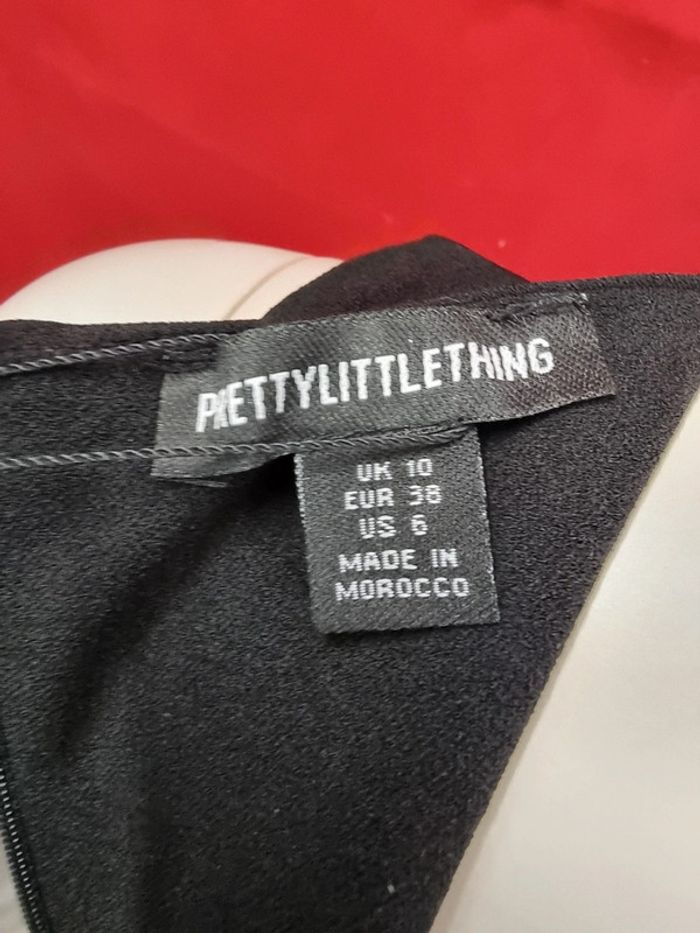 PRETTYLITTLETHING
UK 10
EUR 38
US 6
MADE IN
MOROCCO